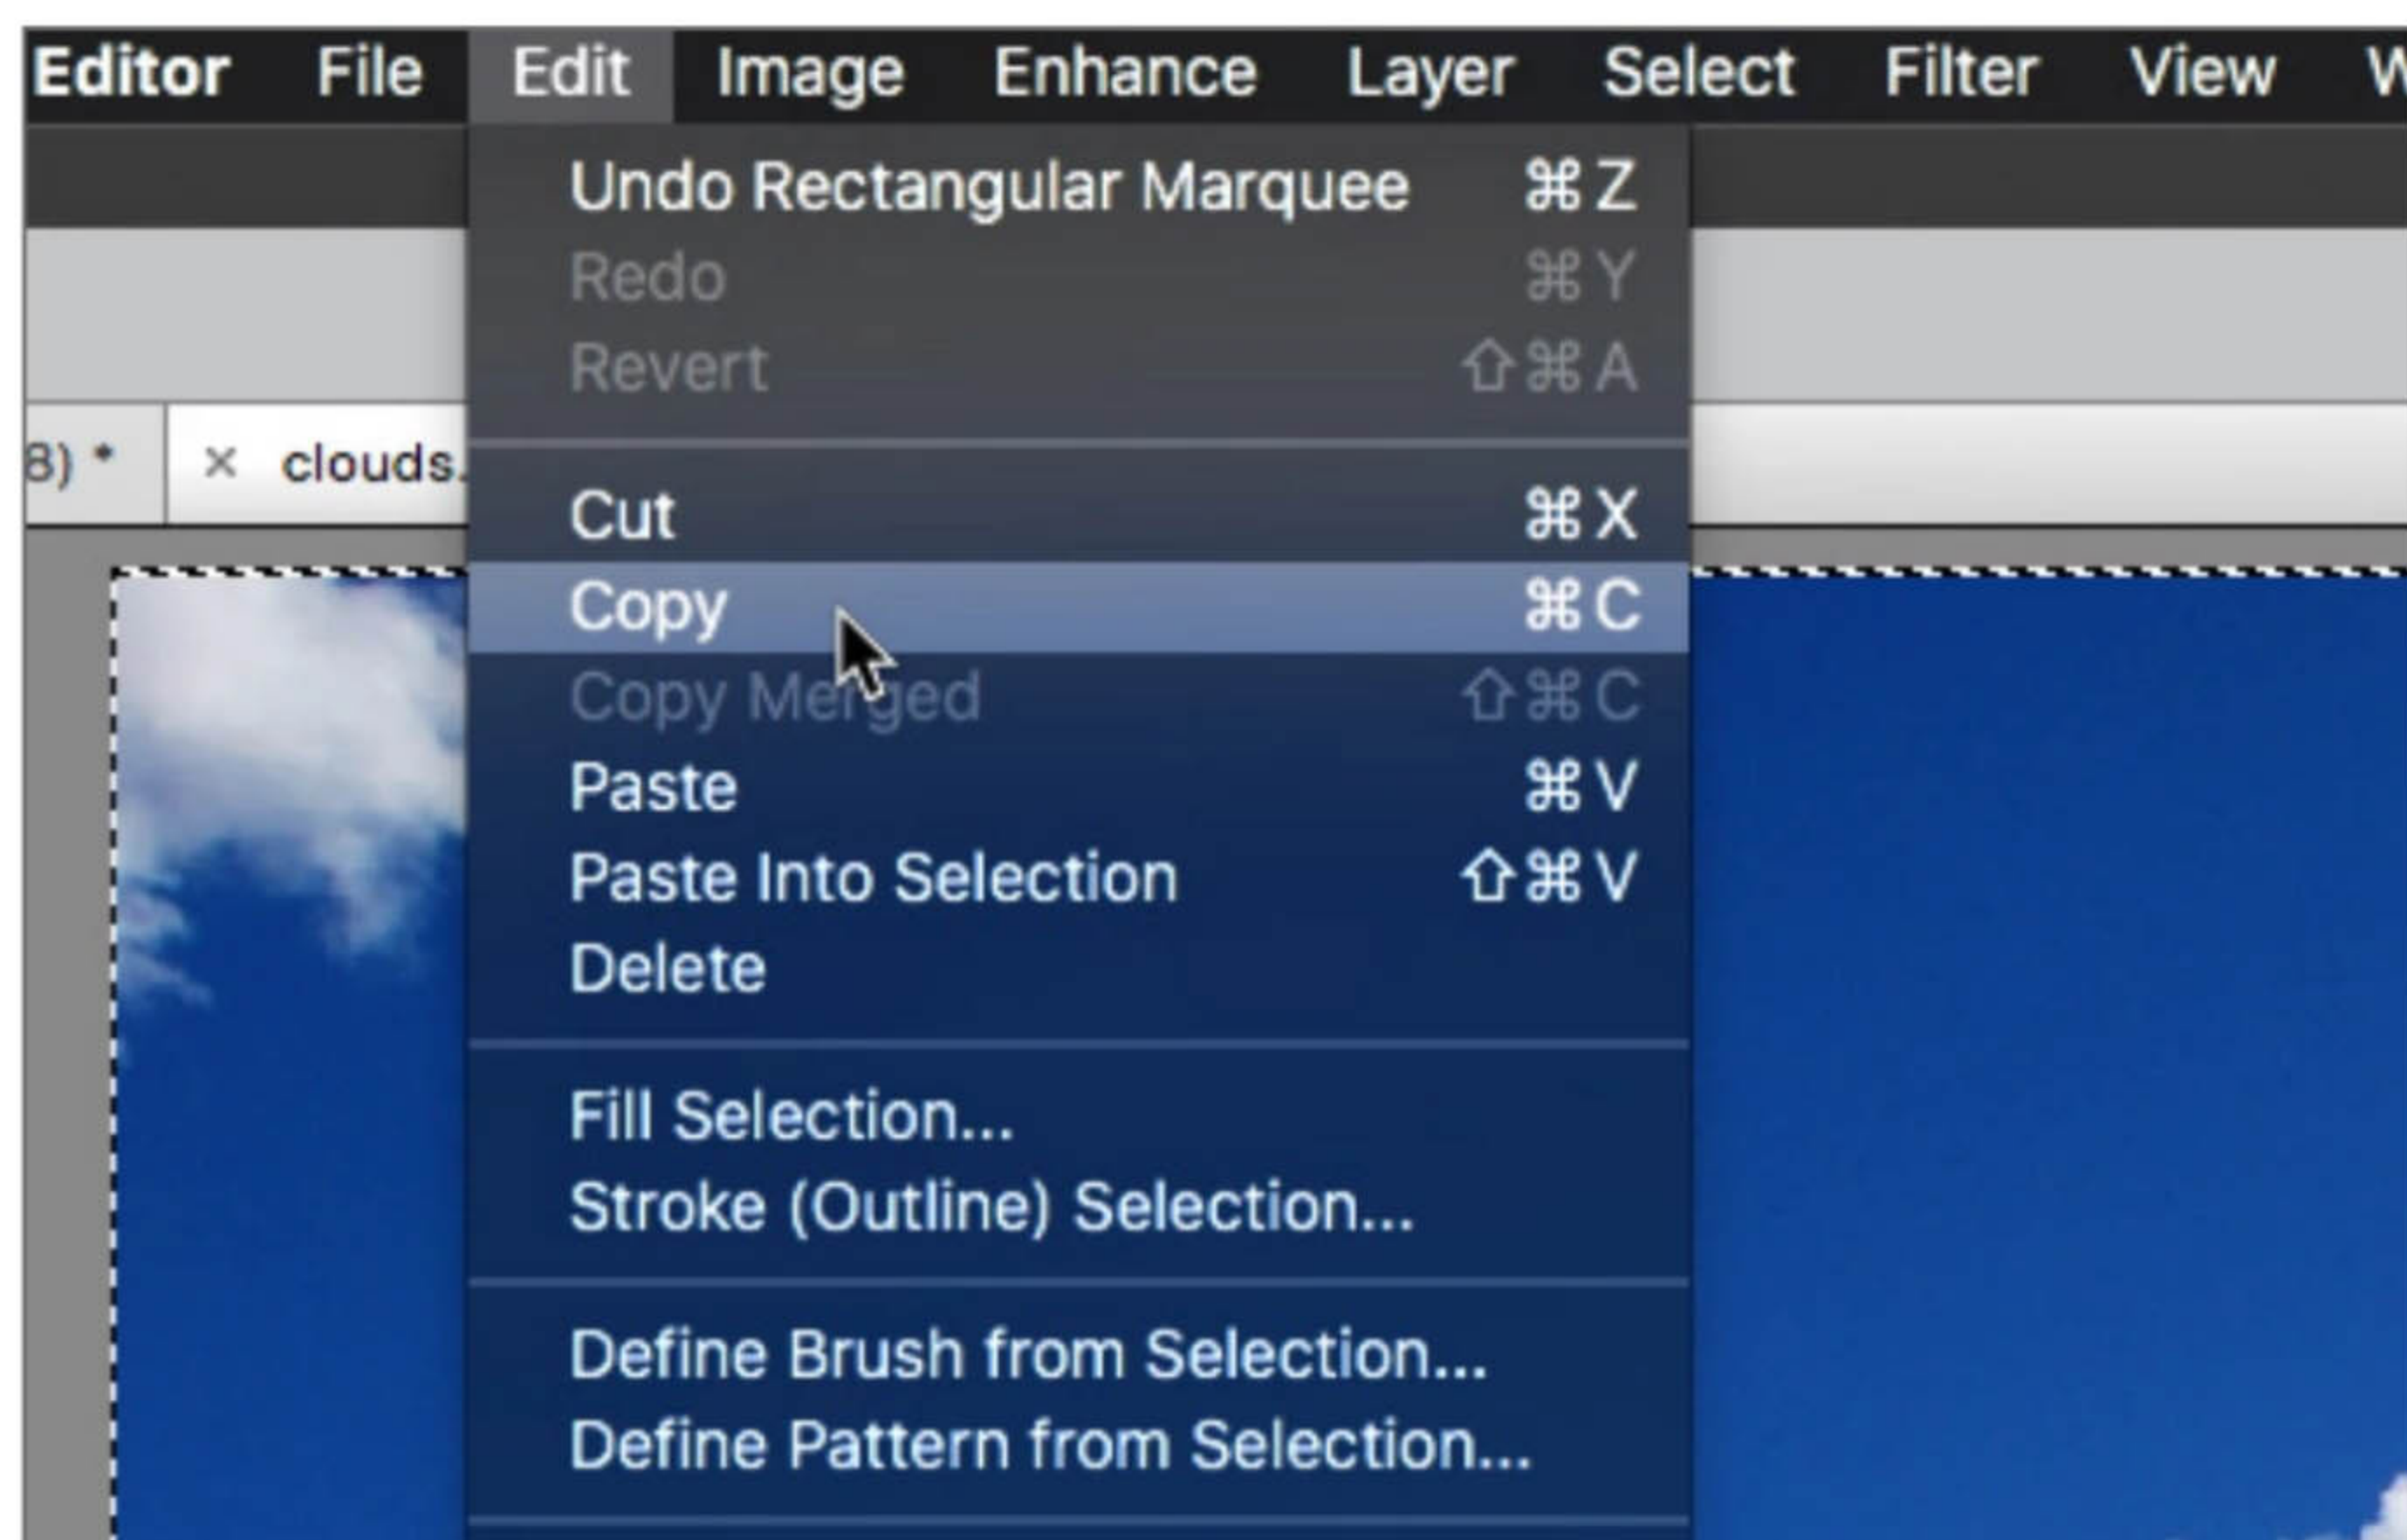 Editor File Edit Image Enhance Layer Select Filter View
Undo Rectangular Marquee ⌘Z
Redo ⌘Y
Revert ⇧⌘A
8) * × clouds.
Cut ⌘X
Copy ⌘C
Copy Merged ⇧⌘C
Paste ⌘V
Paste Into Selection ⇧⌘V
Delete
Fill Selection...
Stroke (Outline) Selection...
Define Brush from Selection...
Define Pattern from Selection...